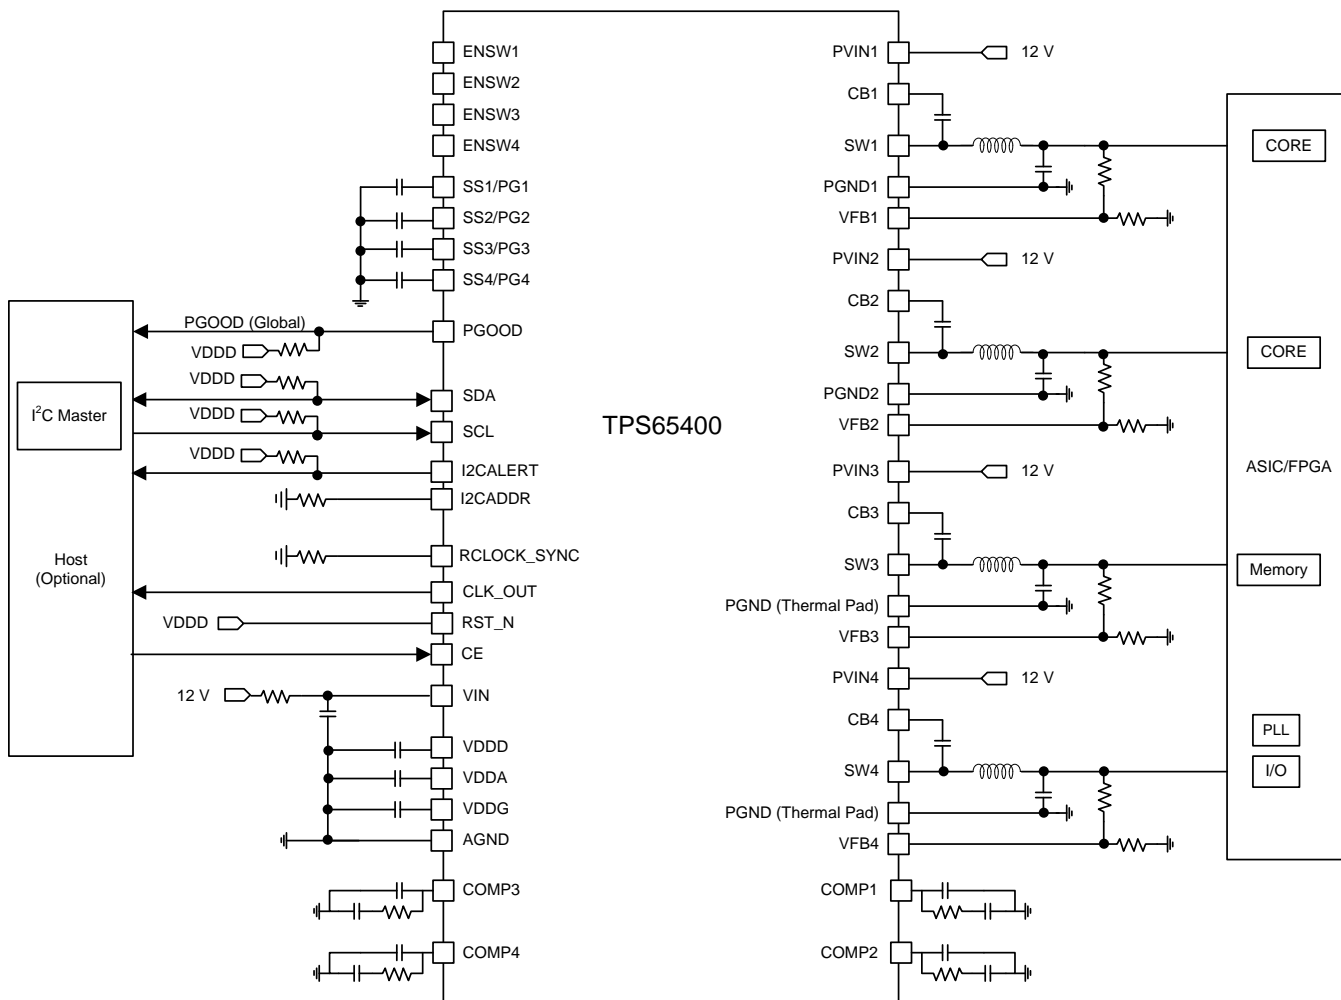 ENSW1
ENSW2
ENSW3
ENSW4
SS1/PG1
SS2/PG2
SS3/PG3
SS4/PG4
PGOOD (Global)
PGOOD
VDDD
VDDD
SDA
VDDD
SCL
VDDD
I2CALERT
I2CADDR
RCLOCK_SYNC
CLK_OUT
VDDD
RST_N
CE
12 V
VIN
VDDD
VDDA
VDDG
AGND
COMP3
COMP4
I2C Master
Host
(Optional)
TPS65400
PVIN1
12 V
CB1
SW1
PGND1
VFB1
PVIN2
12 V
CB2
SW2
PGND2
VFB2
PVIN3
12 V
CB3
SW3
PGND (Thermal Pad)
VFB3
PVIN4
12 V
CB4
SW4
PGND (Thermal Pad)
VFB4
COMP1
COMP2
CORE
CORE
ASIC/FPGA
Memory
PLL
I/O